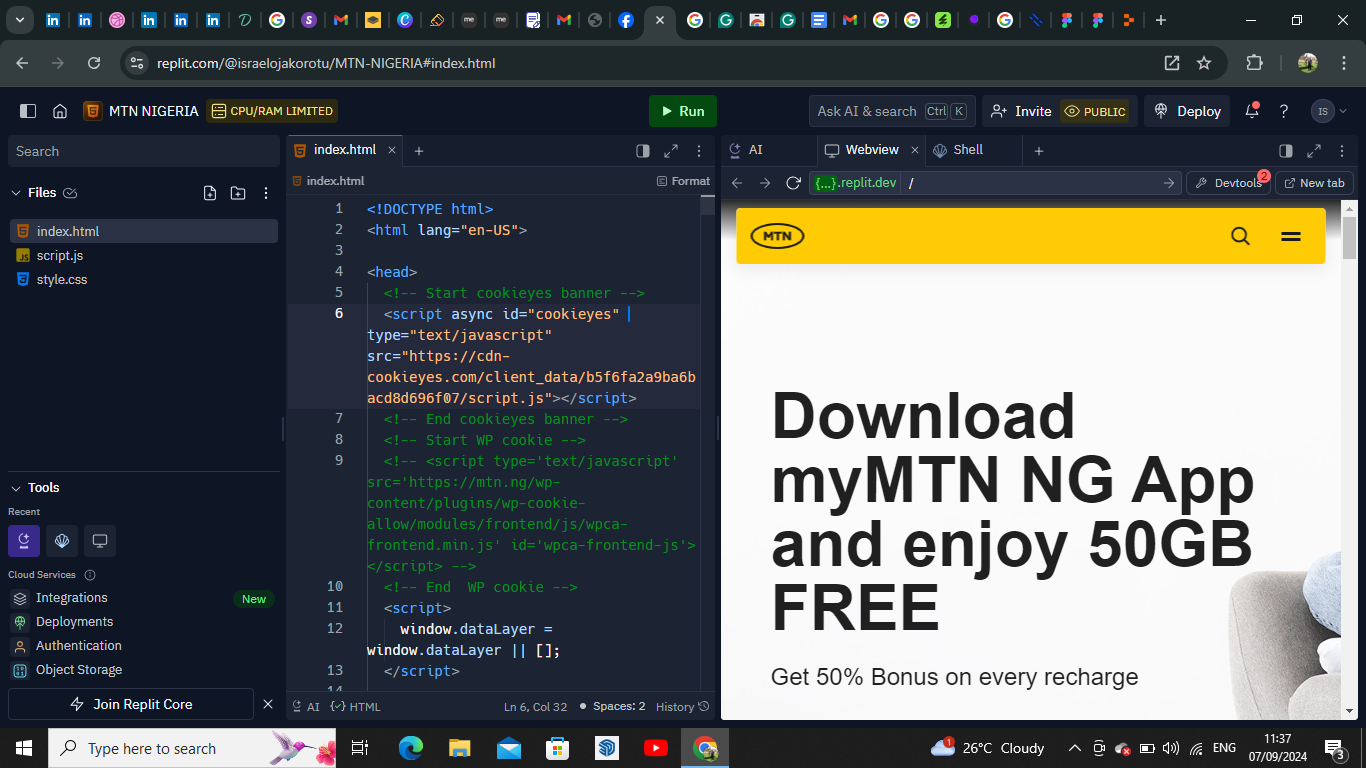 replit.com/@israelojakorotu/MTN-NIGERIA#index.html
MTN NIGERIA
CPU/RAM LIMITED
Run
Ask AI & search
Ctrl
K
Invite
PUBLIC
Deploy
IS
Search
Files
index.html
script.js
style.css
Tools
Recent
Cloud Services
Integrations
New
Deployments
Authentication
Object Storage
Join Replit Core
index.html
index.html
Format
1 <!DOCTYPE html>
2 <html lang="en-US">
3
4 <head>
5 <!-- Start cookieyes banner -->
6 <script async id="cookieyes"
type="text/javascript"
src="https://cdn-
cookieyes.com/client_data/b5f6fa2a9ba6b
acd8d696f07/script.js"></script>
7 <!-- End cookieyes banner -->
8 <!-- Start WP cookie -->
9 <!-- <script type='text/javascript'
src='https://mtn.ng/wp-
content/plugins/wp-cookie-
allow/modules/frontend/js/wpca-
frontend.min.js' id='wpca-frontend-js'>
</script> -->
10 <!-- End  WP cookie -->
11 <script>
12 window.dataLayer =
window.dataLayer || [];
13 </script>
14
AI
HTML
Ln 6, Col 32
Spaces: 2
History
AI
Webview
Shell
{...}.replit.dev
/
Devtools
2
New tab
MTN
Download
myMTN NG App
and enjoy 50GB
FREE
Get 50% Bonus on every recharge
Type here to search
1
26°C Cloudy
ENG
11:37
07/09/2024
3